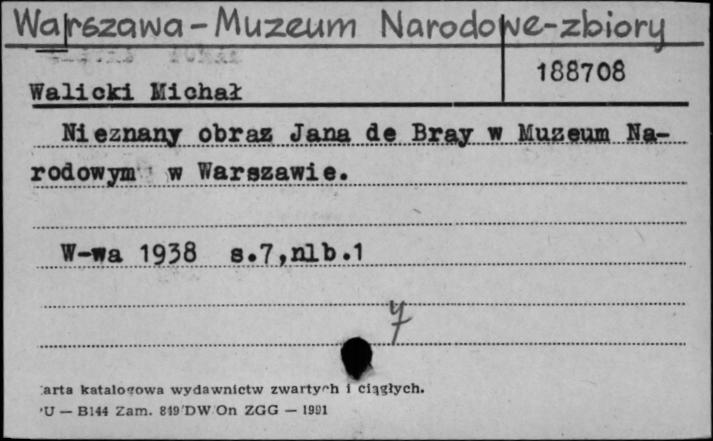 Warszawa - Muzeum Narodowe - zbiory
188708
Walicki Michał
Nieznany obraz Jana de Bray w Muzeum Na-
rodowym w Warszawie.
W-wa 1938 s.7,nlb.1
arta katalogowa wydawnictw zwartych i ciągłych.
U — B144 Zam. 819 DW On ZGG — 1991